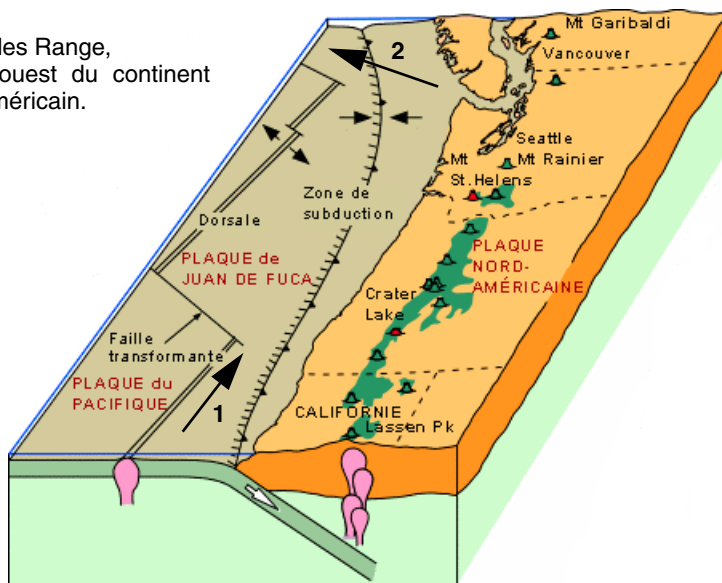 des Range,
ouest du continent
méricain.
2
Mt Garibaldi
Vancouver
Seattle
Mt Rainier
Mt
St.Helens
Zone de
subduction
Dorsale
PLAQUE de
JUAN DE FUCA
PLAQUE
NORD-
AMÉRICAINE
Crater
Lake
Faille
transformante
PLAQUE du
PACIFIQUE
1
CALIFORNIE
Lassen Pk